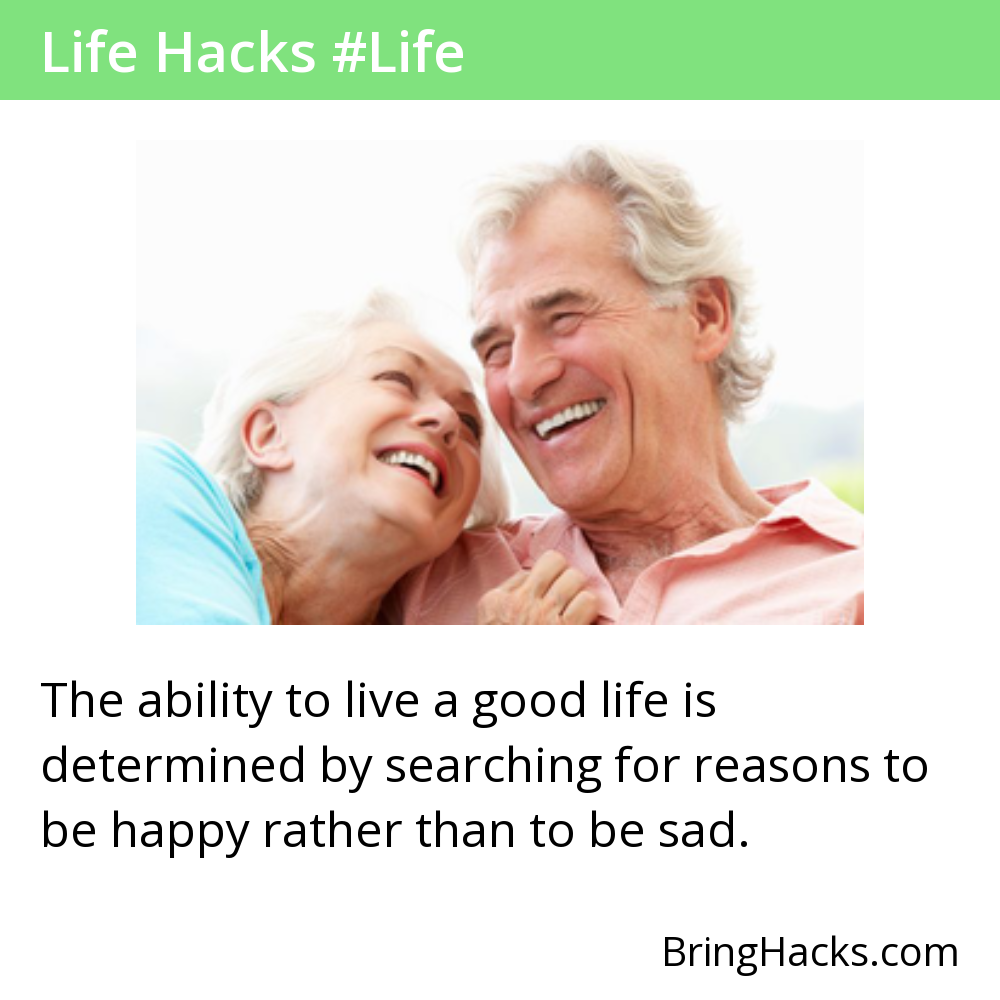 Life Hacks #Life
The ability to live a good life is
determined by searching for reasons to
be happy rather than to be sad.
BringHacks.com